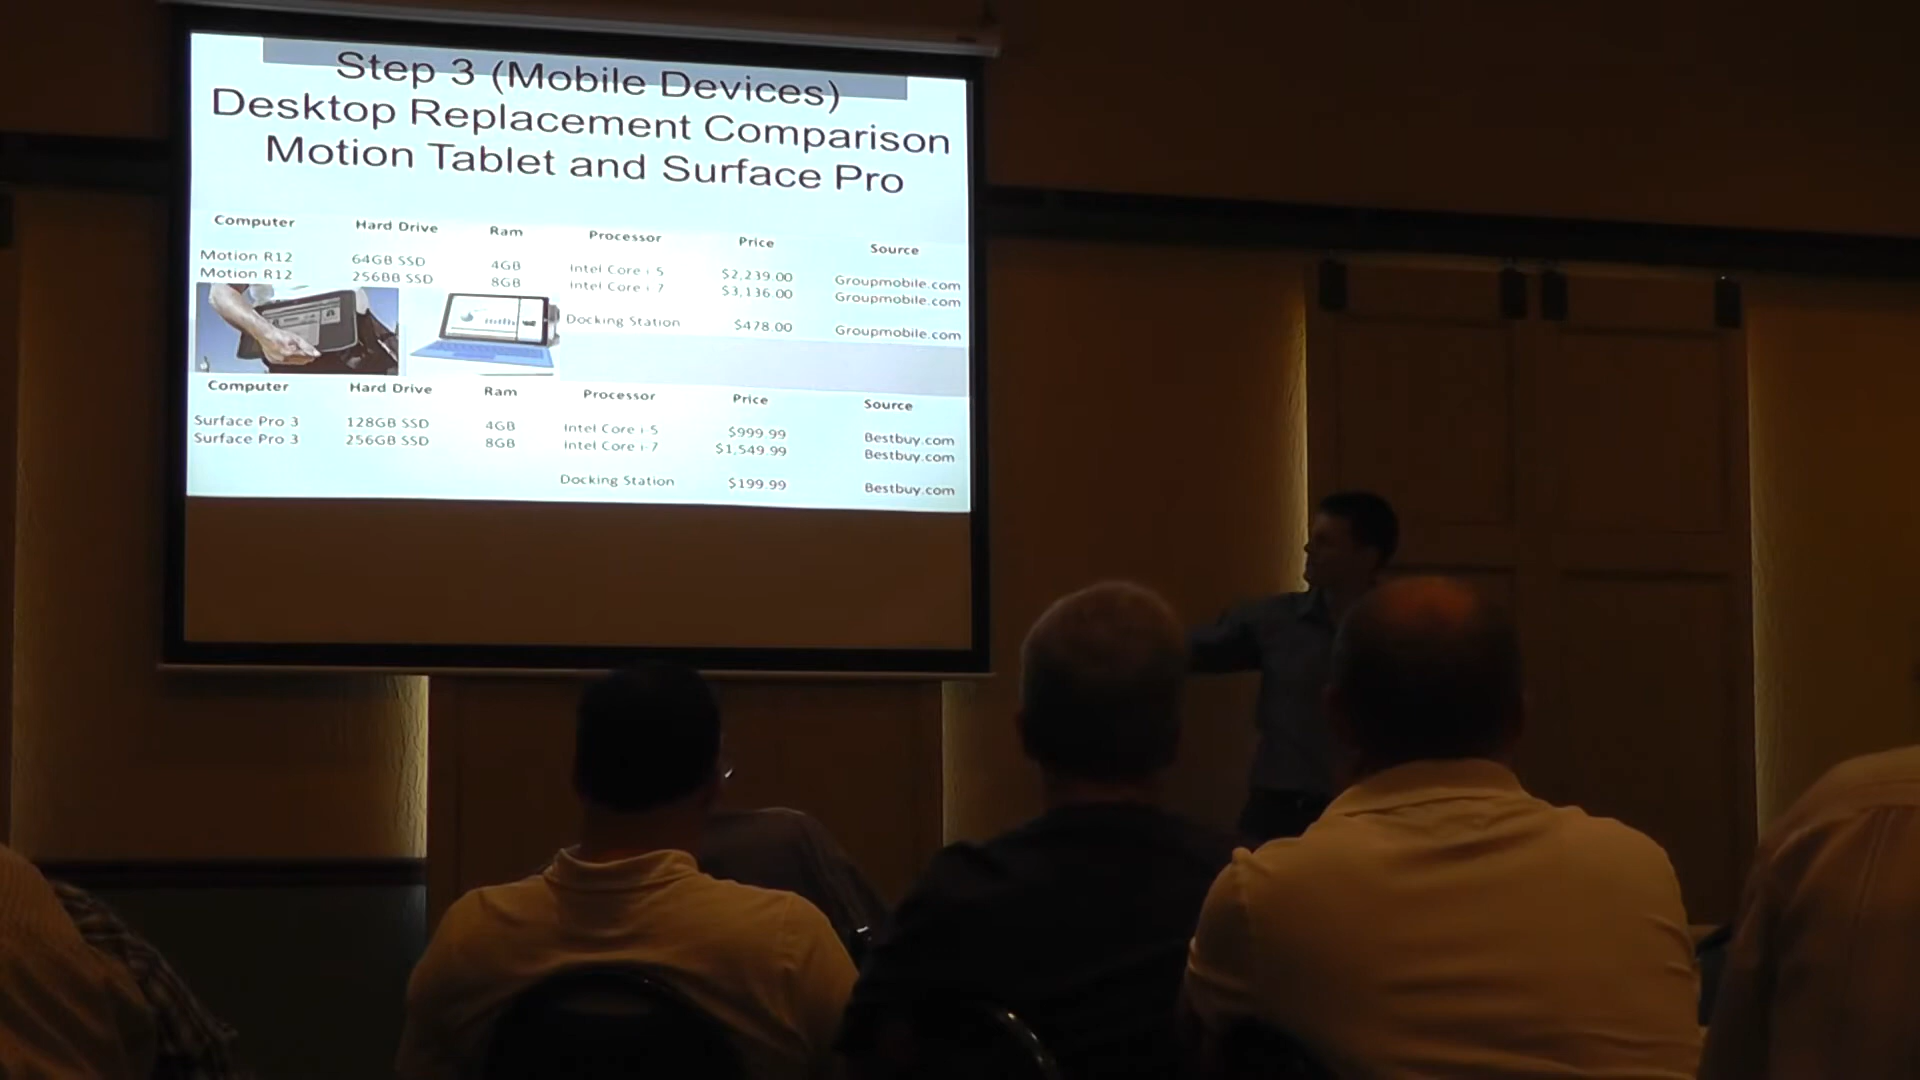 Step 3 (Mobile Devices)
Desktop Replacement Comparison
Motion Tablet and Surface Pro
Computer Hard Drive Ram Processor Price Source
Motion R12 64GB SSD 4GB Intel Core i 5 $2,239.00 Groupmobile.com
Motion R12 256BB SSD 8GB Intel Core i 7 $3,136.00 Groupmobile.com
Docking Station $478.00 Groupmobile.com
Computer Hard Drive Ram Processor Price Source
Surface Pro 3 128GB SSD 4GB Intel Core i-5 $999.99 Bestbuy.com
Surface Pro 3 256GB SSD 8GB Intel Core i-7 $1,549.99 Bestbuy.com
Docking Station $199.99 Bestbuy.com